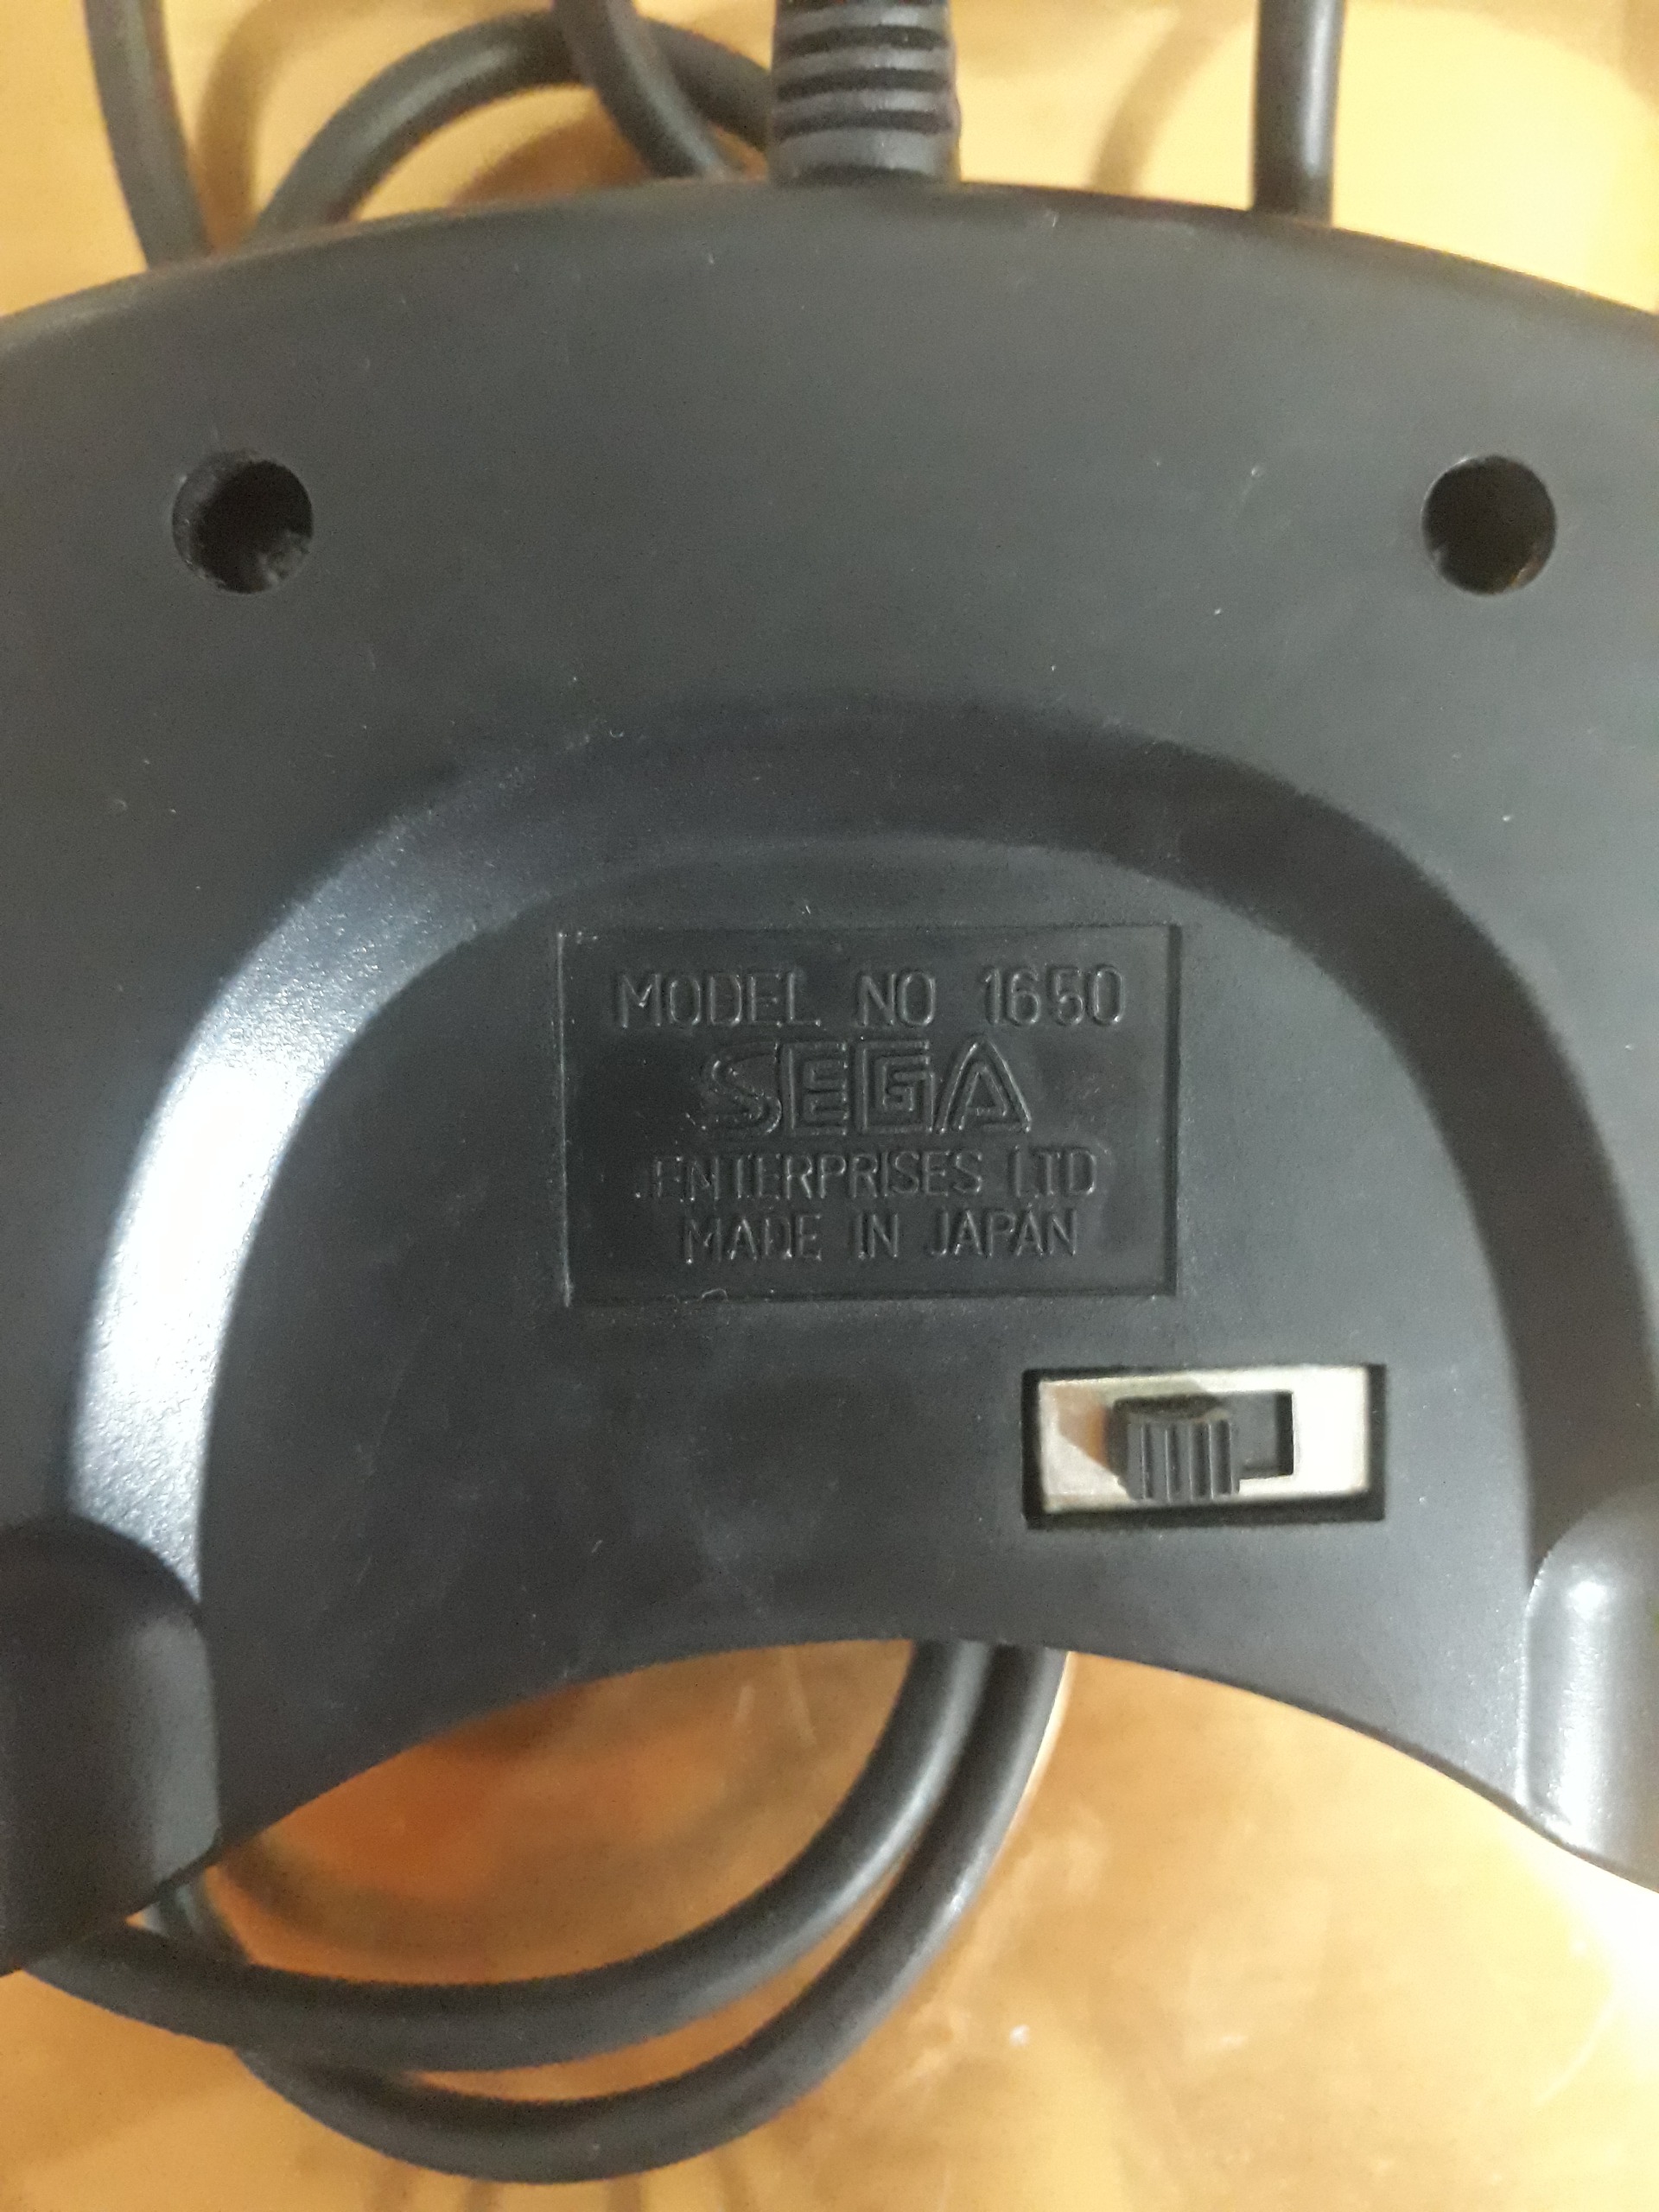 MODEL NO 1650
SEGA
ENTERPRISES LTD
MADE IN JAPAN